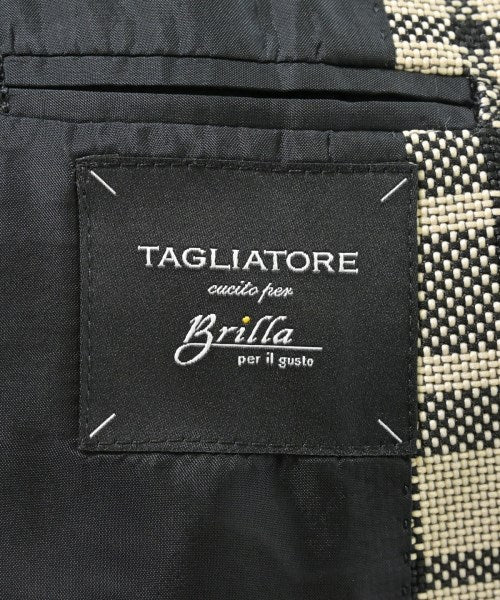 TAGLIATORE
cucito per
Brilla
per il gusto